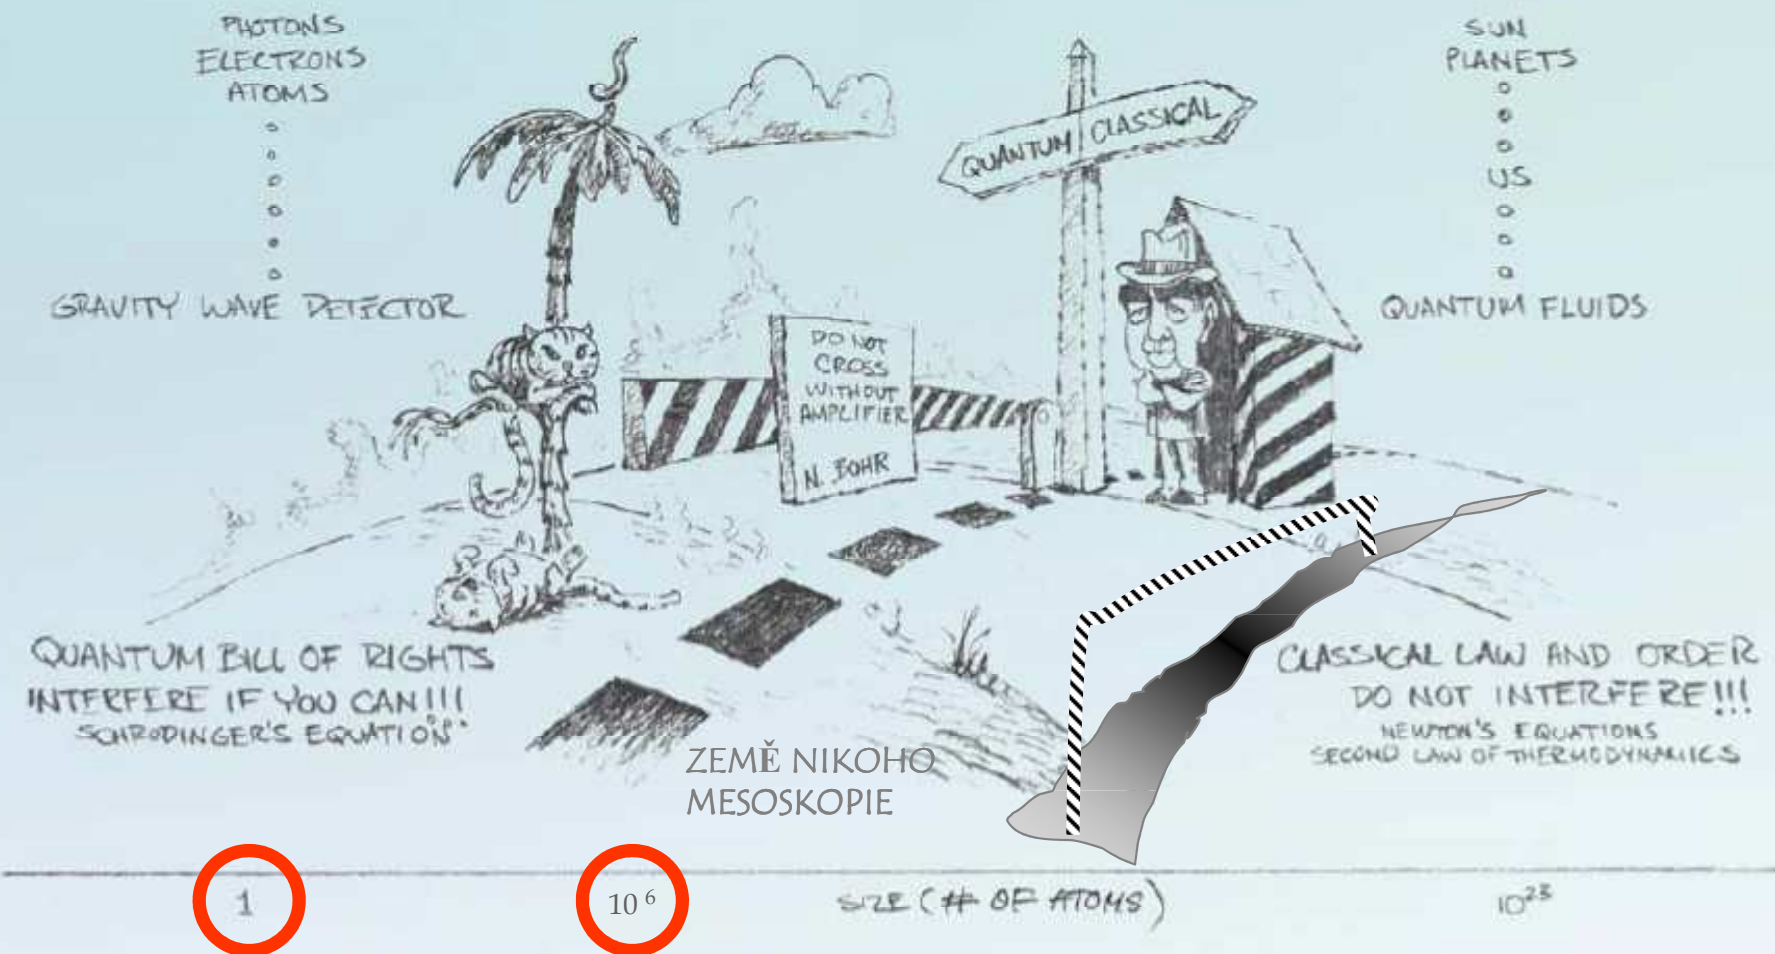 PHOTONS
ELECTRONS
ATOMS
GRAVITY WAVE DETECTOR
QUANTUM CLASSICAL
SUN
PLANETS
US
QUANTUM FLUIDS
DO NOT
CROSS
WITHOUT
AMPLIFIER
N. BOHR
QUANTUM BILL OF RIGHTS
INTERFERE IF YOU CAN!!!
SCHRODINGER'S EQUATION
CLASSICAL LAW AND ORDER
DO NOT INTERFERE!!!
NEWTON'S EQUATIONS
SECOND LAW OF THERMODYNAMICS
ZEMĚ NIKOHO
MESOSKOPIE
1
10⁶
SIZE (# OF ATOMS)
10²³